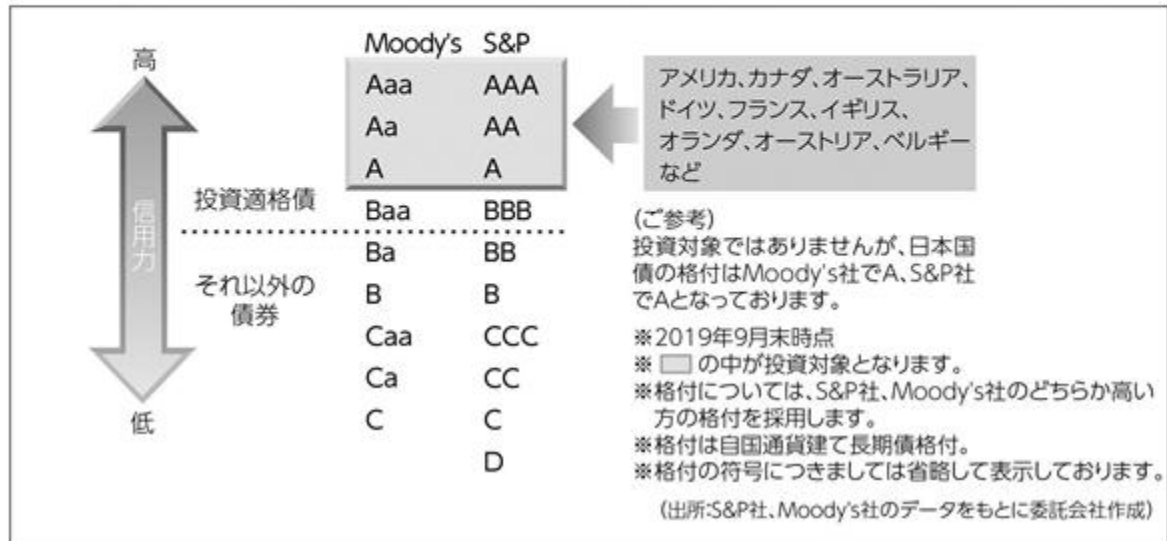 Moody's S&P
高
Aaa AAA
Aa AA
A A
投資適格債
Baa BBB
Ba BB
それ以外の
債券
B B
Caa CCC
Ca CC
C C
D
低
信用力
アメリカ、カナダ、オーストラリア、
ドイツ、フランス、イギリス、
オランダ、オーストリア、ベルギー
など
(ご参考)
投資対象ではありませんが、日本国
債の格付はMoody's社でA、S&P社
でAとなっております。
※2019年9月末時点
※ の中が投資対象となります。
※格付については、S&P社、Moody's社のどちらか高い
方の格付を採用します。
※格付は自国通貨建て長期債格付。
※格付の符号につきましては省略して表示しております。
(出所:S&P社、Moody's社のデータをもとに委託会社作成)